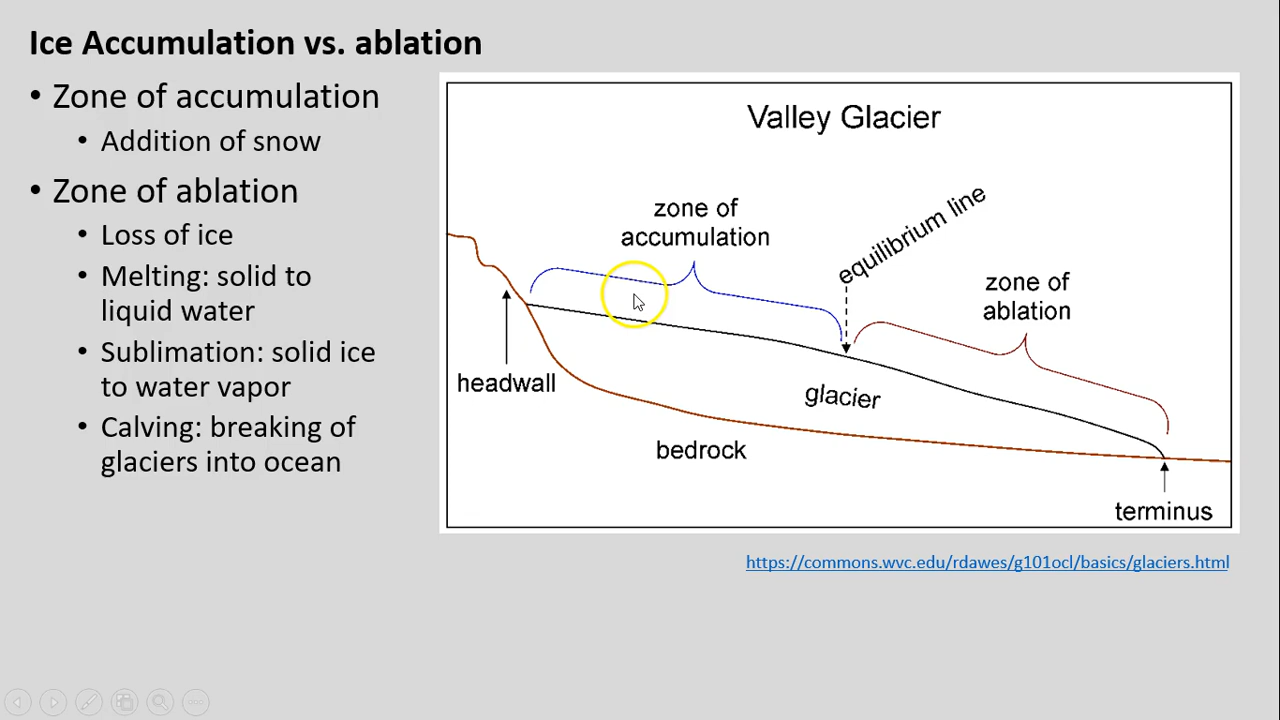 Ice Accumulation vs. ablation
• Zone of accumulation
• Addition of snow
• Zone of ablation
• Loss of ice
• Melting: solid to
liquid water
• Sublimation: solid ice
to water vapor
• Calving: breaking of
glaciers into ocean
Valley Glacier
zone of
accumulation
equilibrium line
zone of
ablation
headwall
glacier
bedrock
terminus
https://commons.wvc.edu/rdawes/g101ocl/basics/glaciers.html